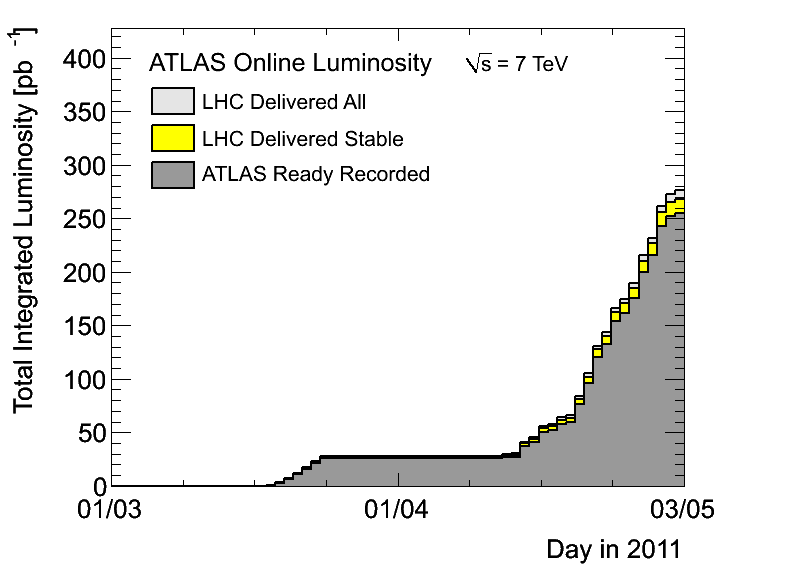 Total Integrated Luminosity [pb⁻¹]
400
350
300
250
200
150
100
50
0
ATLAS Online Luminosity √s = 7 TeV
LHC Delivered All
LHC Delivered Stable
ATLAS Ready Recorded
01/03 01/04 03/05
Day in 2011